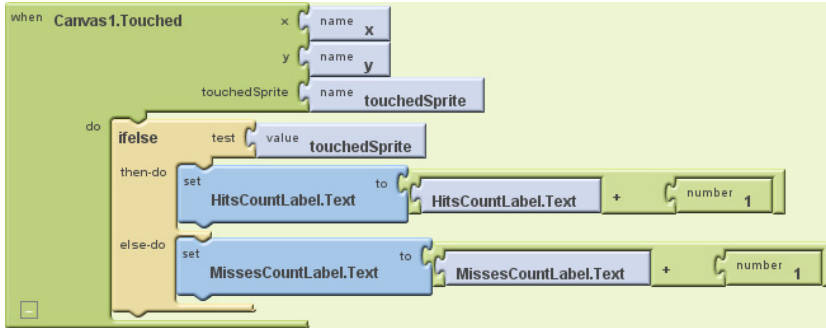 when Canvas1.Touched x name x
y name y
touchedSprite name touchedSprite
do ifelse test value touchedSprite
then-do set HitsCountLabel.Text to HitsCountLabel.Text + number 1
else-do set MissesCountLabel.Text to MissesCountLabel.Text + number 1